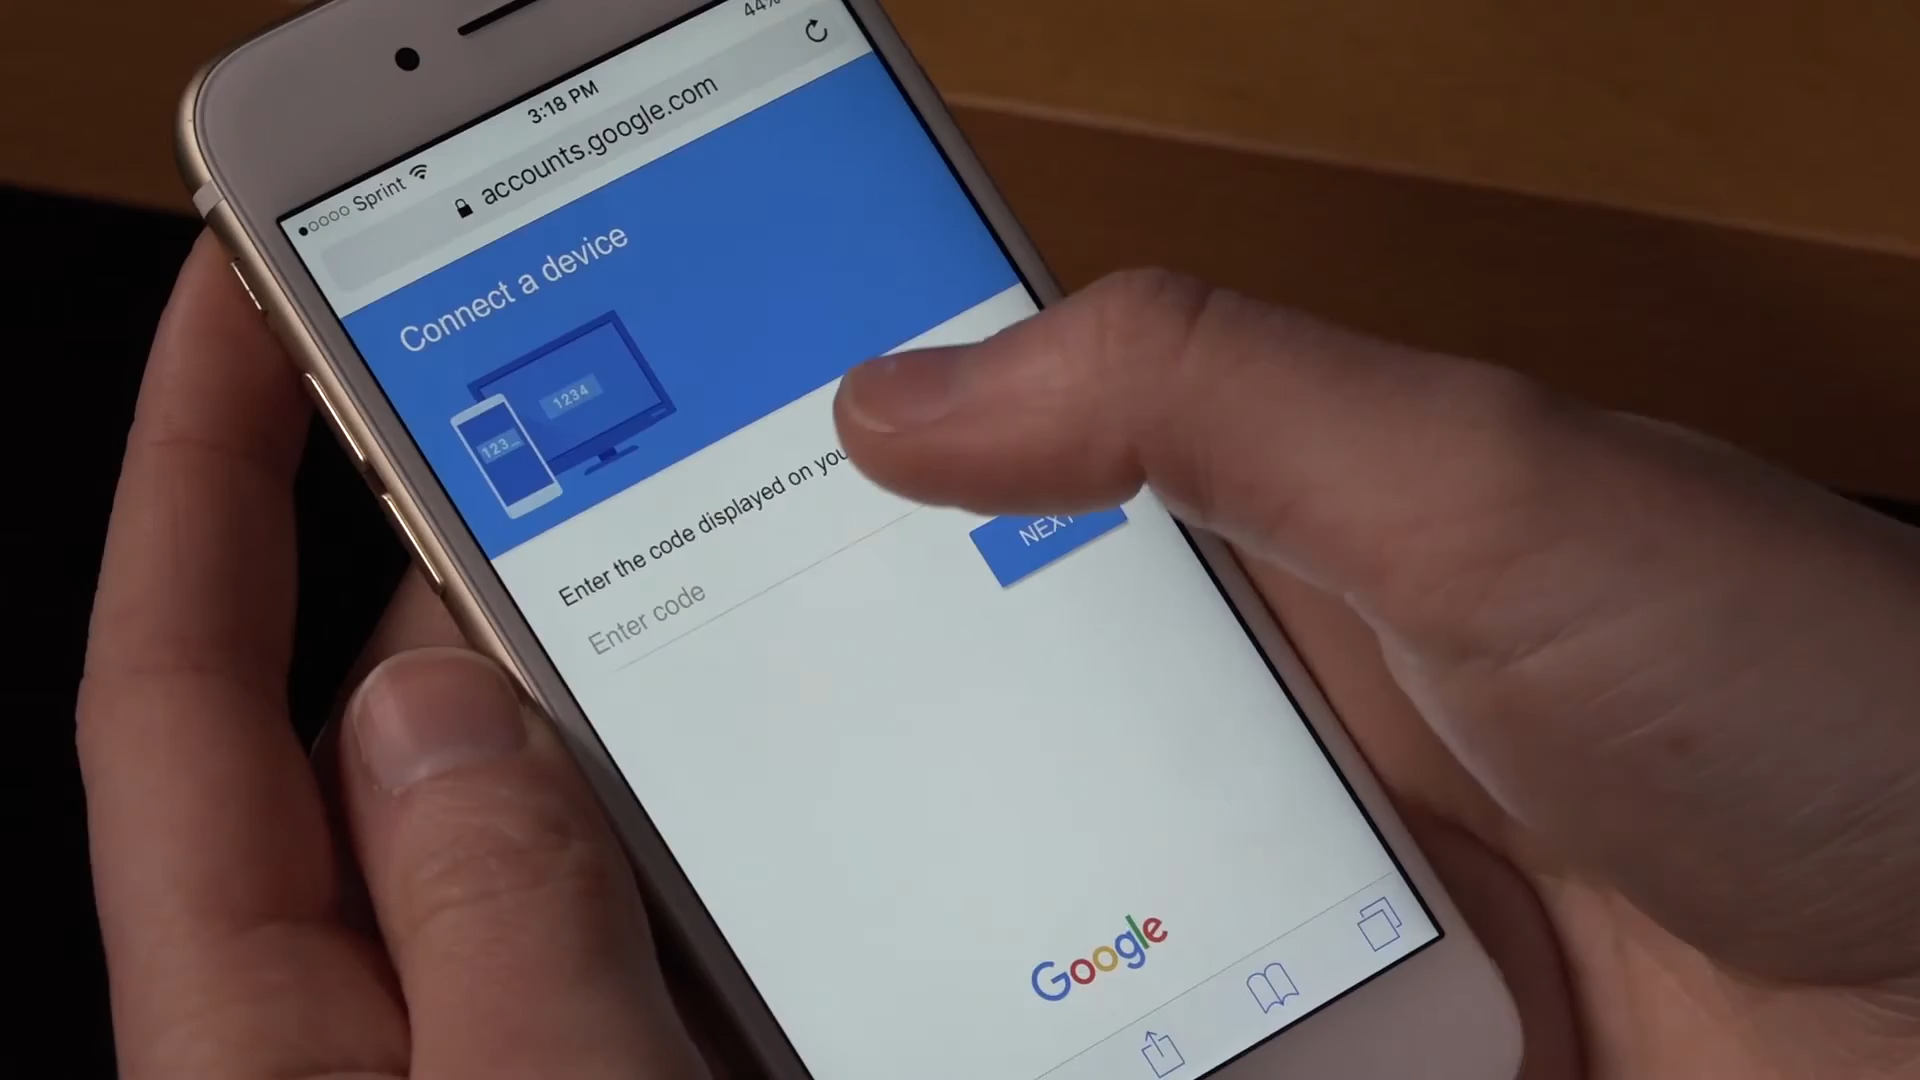 44%
3:18 PM
Sprint
accounts.google.com
Connect a device
1234
123...
Enter the code displayed on you
Enter code
NEXT
Google